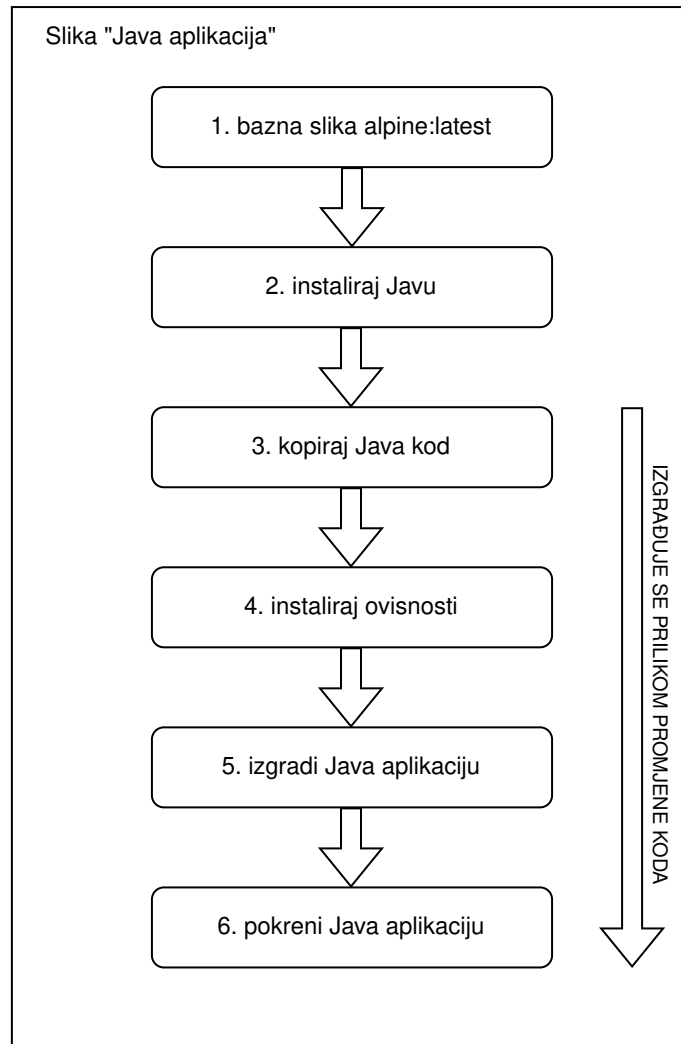 Slika "Java aplikacija"
1. bazna slika alpine:latest
2. instaliraj Javu
3. kopiraj Java kod
4. instaliraj ovisnosti
5. izgradi Java aplikaciju
6. pokreni Java aplikaciju
IZGRAĐUJE SE PRILIKOM PROMJENE KODA